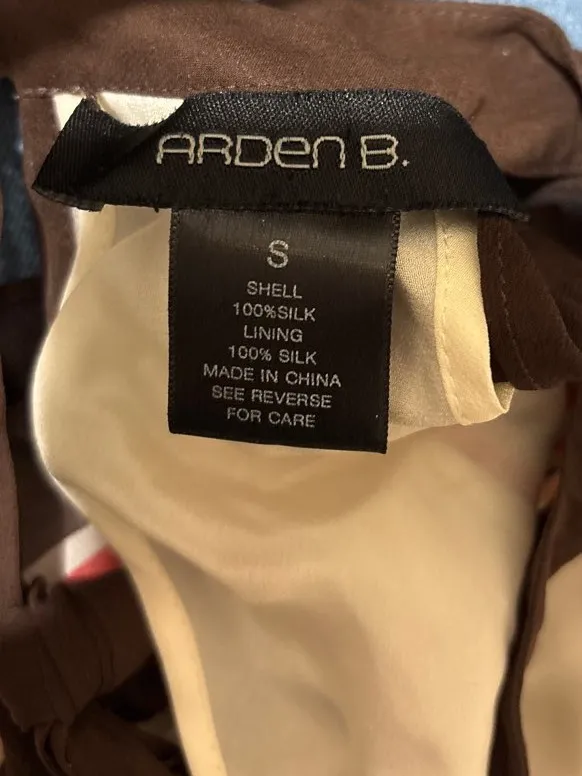 ARDEN B.
S
SHELL
100%SILK
LINING
100% SILK
MADE IN CHINA
SEE REVERSE
FOR CARE